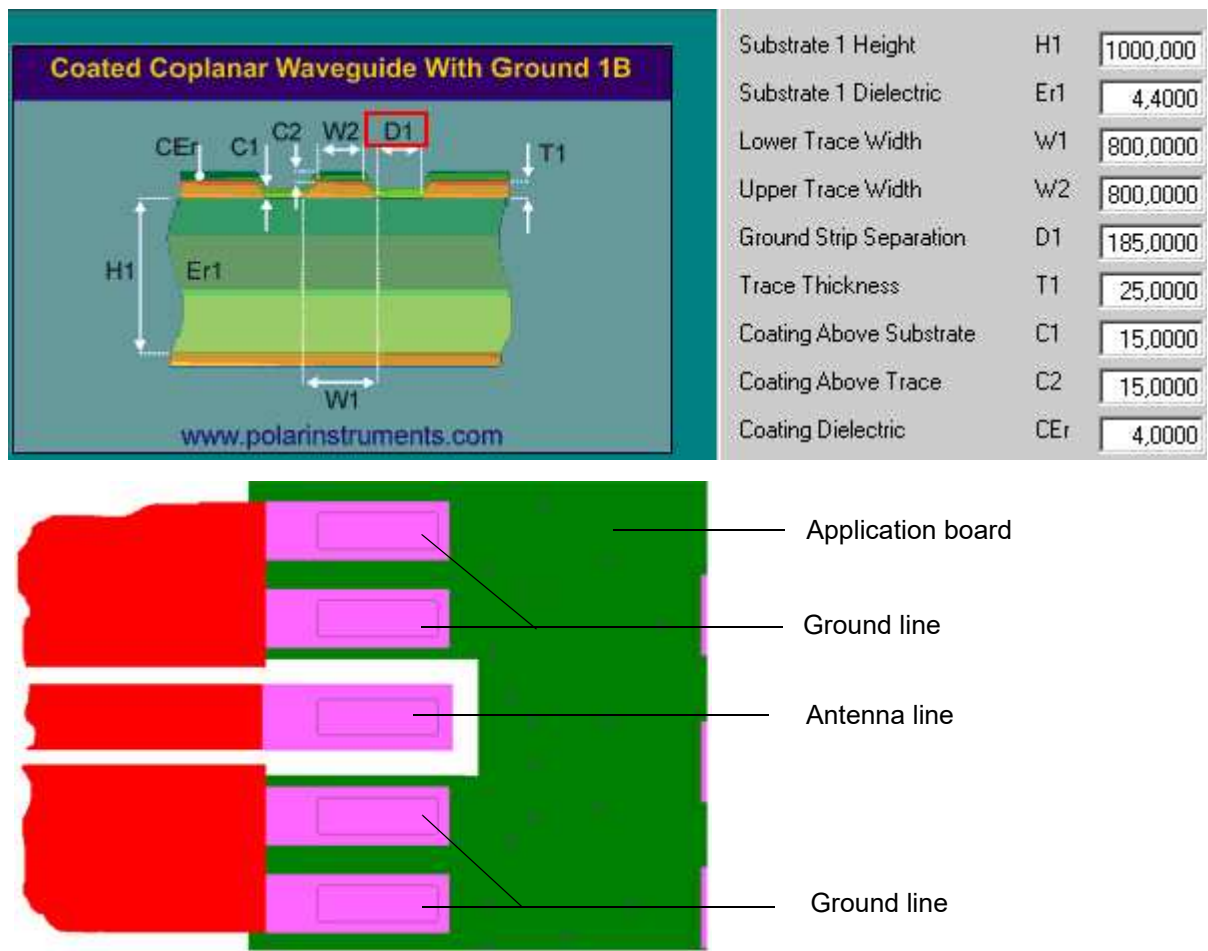 Coated Coplanar Waveguide With Ground 1B
CEr C1 C2 W2 D1 T1
H1 Er1
W1
www.polarinstruments.com
Substrate 1 Height H1 1000,000
Substrate 1 Dielectric Er1 4,4000
Lower Trace Width W1 800,0000
Upper Trace Width W2 800,0000
Ground Strip Separation D1 185,0000
Trace Thickness T1 25,0000
Coating Above Substrate C1 15,0000
Coating Above Trace C2 15,0000
Coating Dielectric CEr 4,0000
Application board
Ground line
Antenna line
Ground line